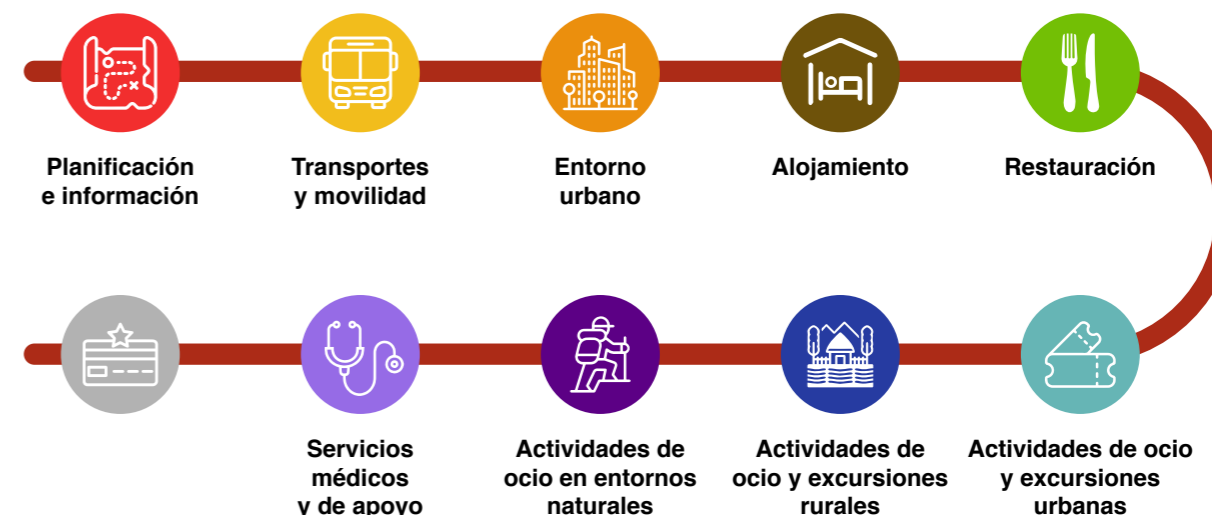 Planificación
e información
Transportes
y movilidad
Entorno
urbano
Alojamiento
Restauración
Servicios
médicos
y de apoyo
Actividades de
ocio en entornos
naturales
Actividades de
ocio y excursiones
rurales
Actividades de ocio
y excursiones
urbanas